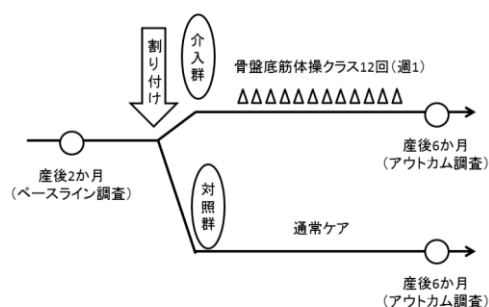 割り付け
介入群
骨盤底筋体操クラス12回(週1)
産後2か月
(ベースライン調査)
産後6か月
(アウトカム調査)
対照群
通常ケア
産後6か月
(アウトカム調査)